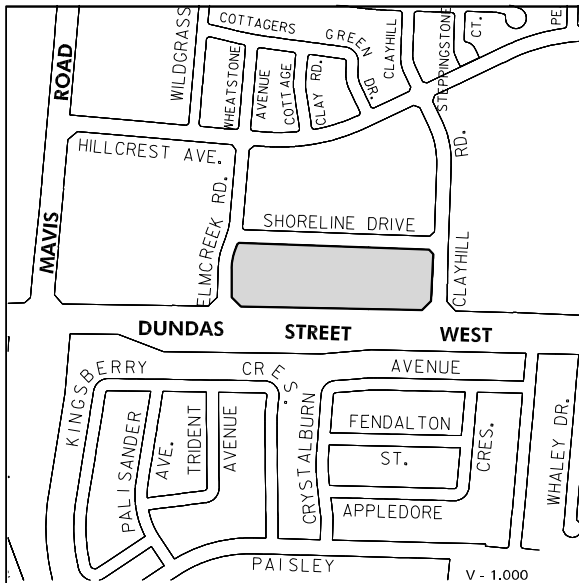 COTTAGERS GREEN DR.
WILDGRASS
WHEATSTONE
AVENUE
COTTAGE
CLAY RD.
CLAYHILL
STEPPINGSTONE
CT.
PE
MAVIS ROAD
HILLCREST AVE.
ELMCREEK RD.
SHORELINE DRIVE
CLAYHILL RD.
DUNDAS STREET WEST
KINGSBERRY CRES.
AVENUE
PALISANDER AVE.
TRIDENT AVENUE
CRYSTALBURN
FENDALTON
ST.
CRES.
APPLEDORE
WHALEY DR.
PAISLEY
V - 1.000